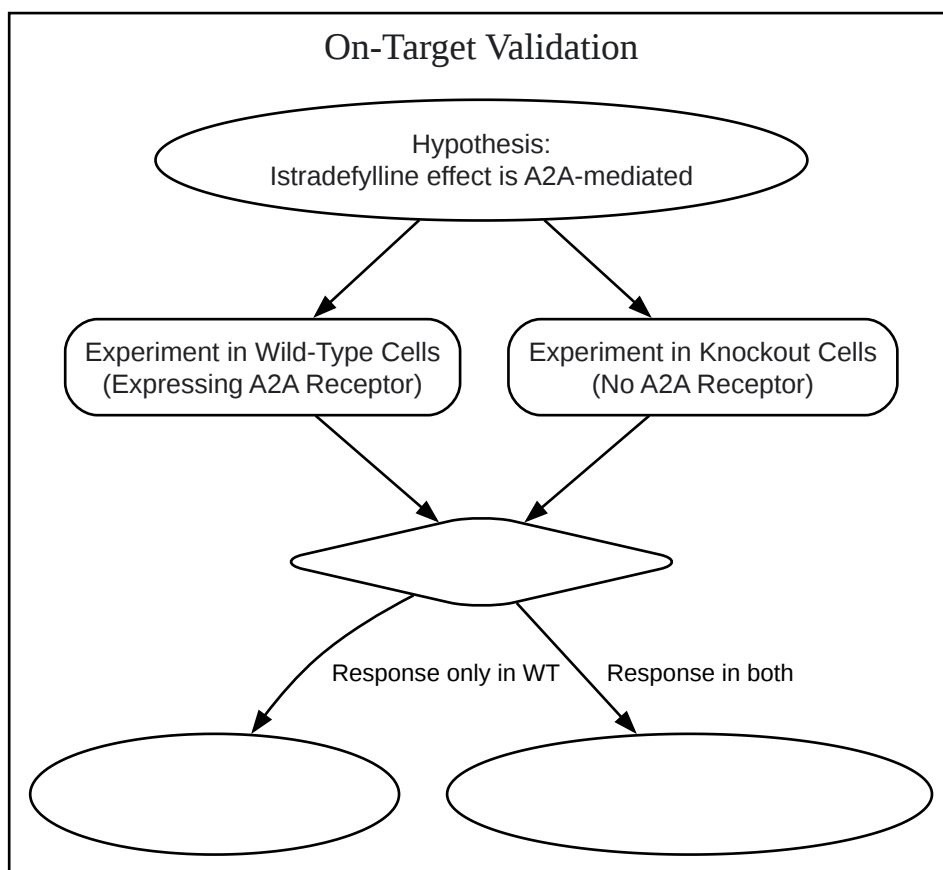 On-Target Validation
Hypothesis:
Istradefylline effect is A2A-mediated
Experiment in Wild-Type Cells
(Expressing A2A Receptor)
Experiment in Knockout Cells
(No A2A Receptor)
Response only in WT
Response in both